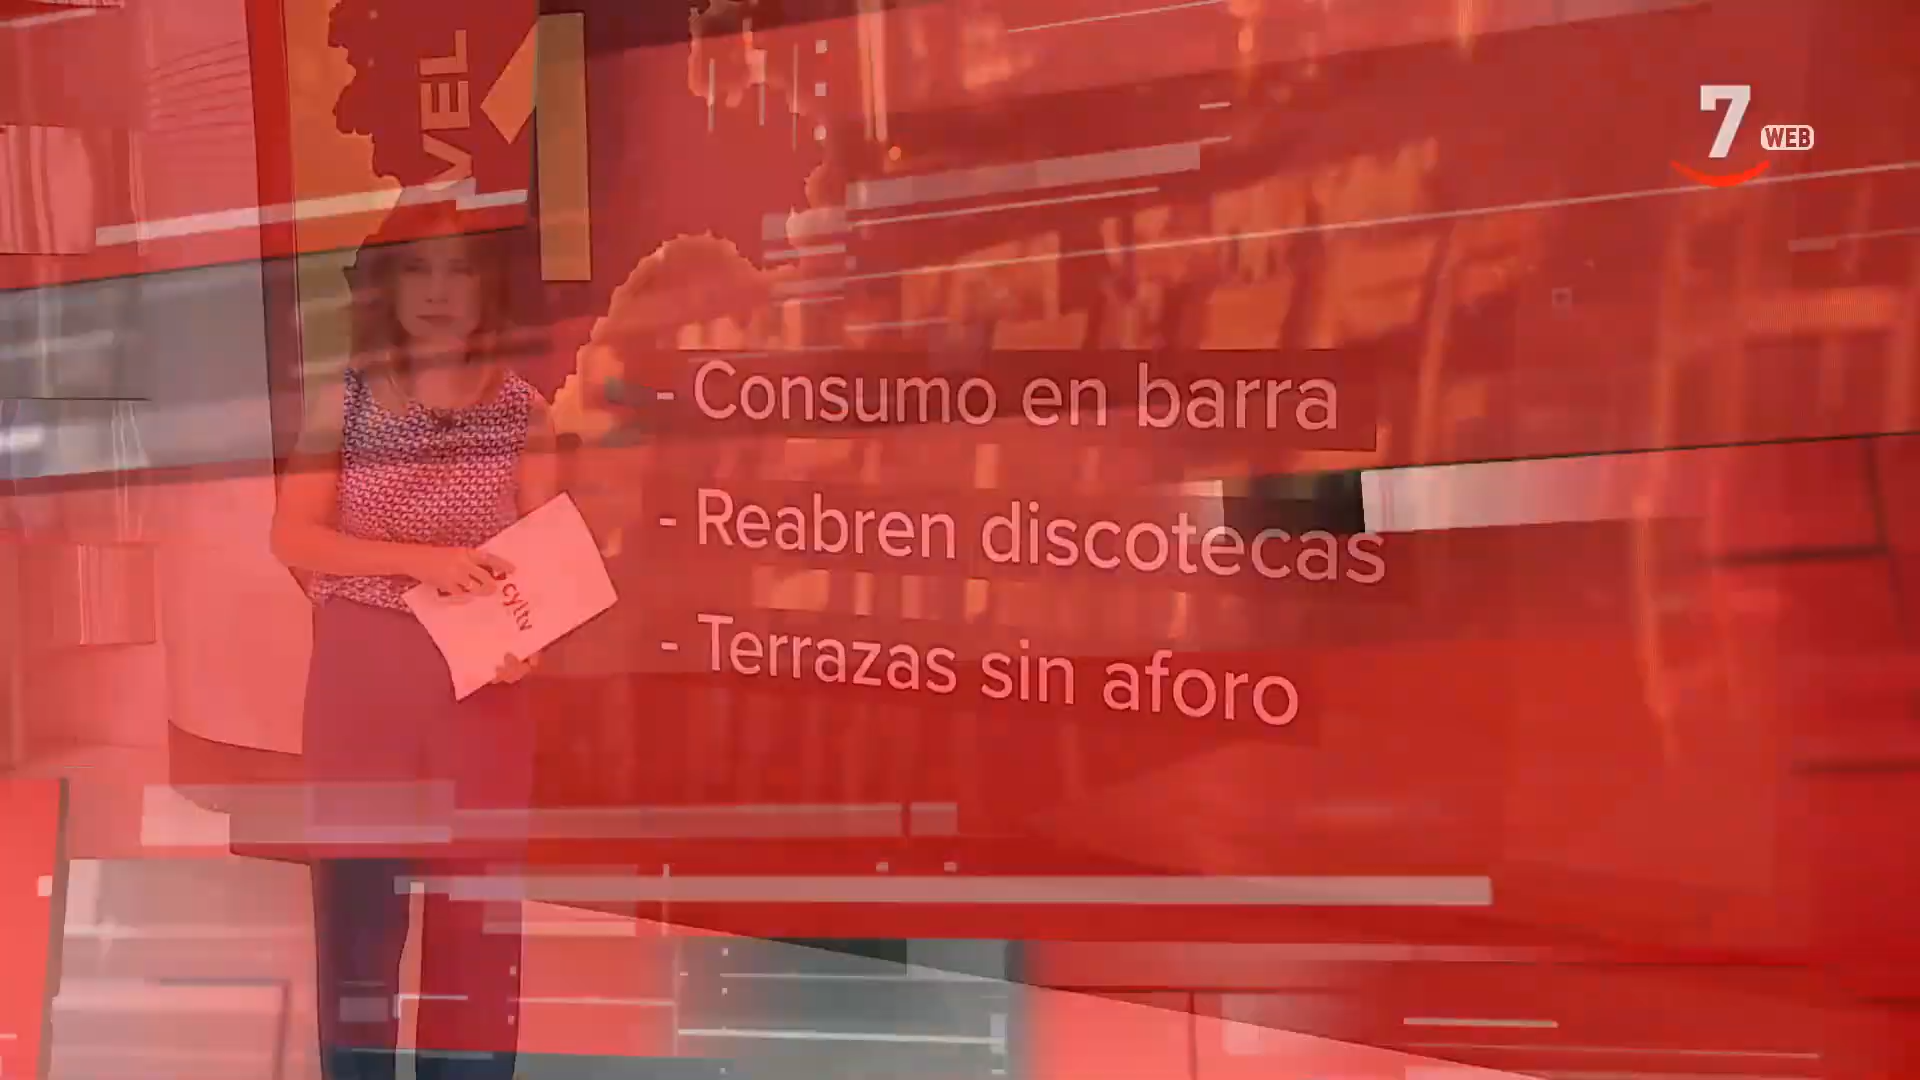 VEL
7
WEB
- Consumo en barra
- Reabren discotecas
- Terrazas sin aforo
cyltv